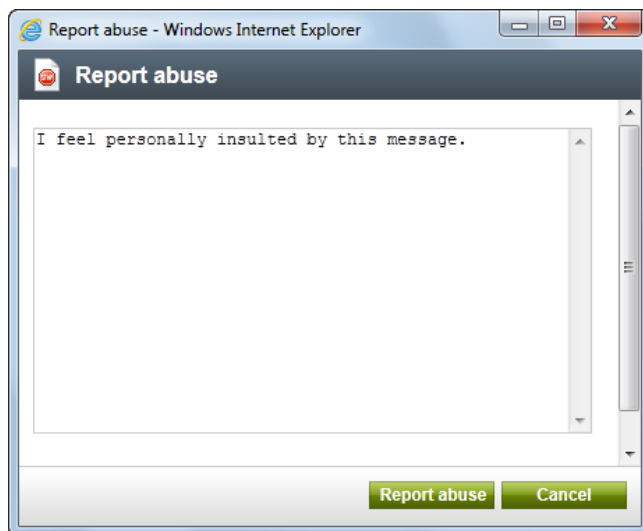 Report abuse - Windows Internet Explorer
Report abuse
I feel personally insulted by this message.
Report abuse
Cancel